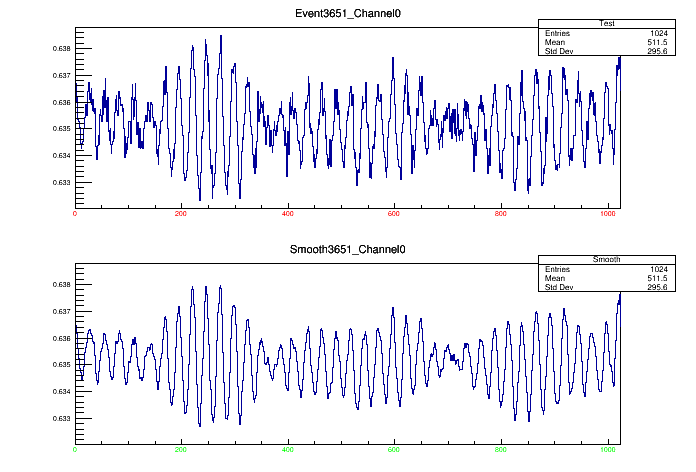 Event3651_Channel0
Test
Entries 1024
Mean 511.5
Std Dev 295.6
0.638
0.637
0.636
0.635
0.634
0.633
0 200 400 600 800 1000
Smooth3651_Channel0
Smooth
Entries 1024
Mean 511.5
Std Dev 295.6
0.638
0.637
0.636
0.635
0.634
0.633
0 200 400 600 800 1000